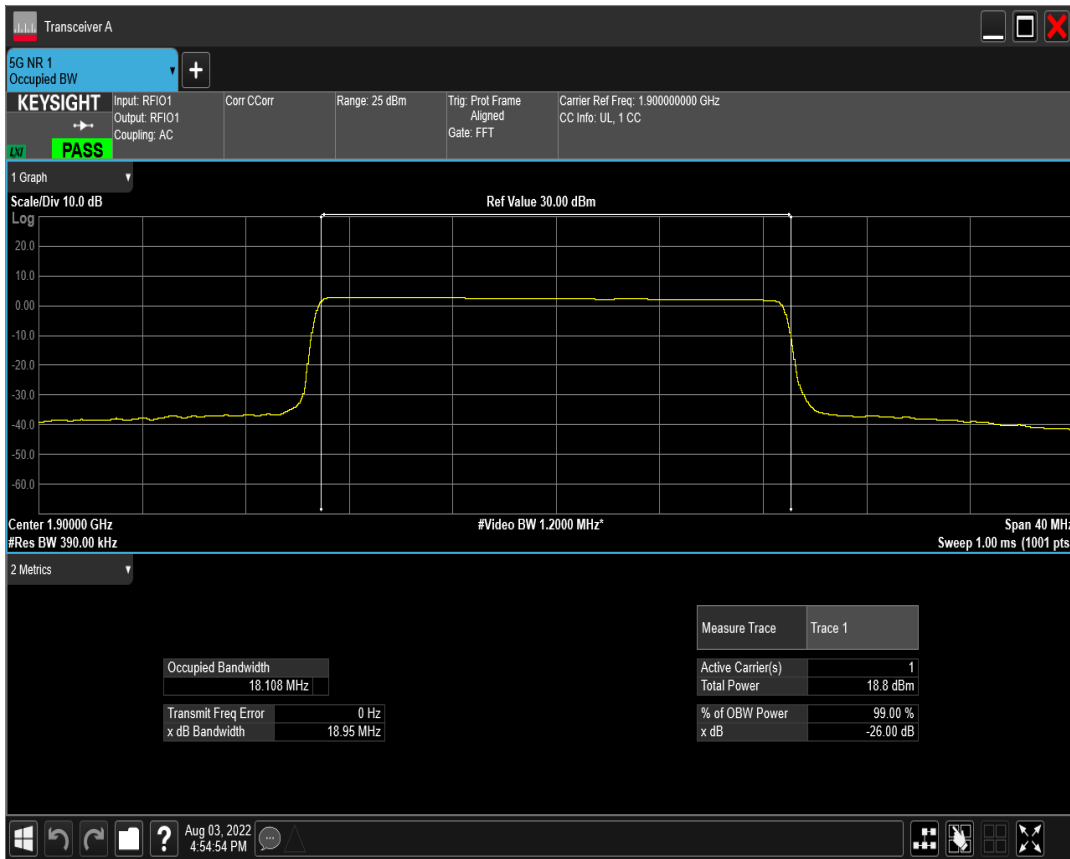 Transceiver A
5G NR 1
Occupied BW
KEYSIGHT
LXI
PASS
Input: RFIO1
Output: RFIO1
Coupling: AC
Corr CCorr
Range: 25 dBm
Trig: Prot Frame
Aligned
Gate: FFT
Carrier Ref Freq: 1.900000000 GHz
CC Info: UL, 1 CC
1 Graph
Scale/Div 10.0 dB
Ref Value 30.00 dBm
Log
20.0
10.0
0.00
-10.0
-20.0
-30.0
-40.0
-50.0
-60.0
Center 1.90000 GHz
#Video BW 1.2000 MHz*
Span 40 MHz
#Res BW 390.00 kHz
Sweep 1.00 ms (1001 pts
2 Metrics
Measure Trace Trace 1
Occupied Bandwidth
18.108 MHz
Active Carrier(s) 1
Total Power 18.8 dBm
Transmit Freq Error 0 Hz
x dB Bandwidth 18.95 MHz
% of OBW Power 99.00 %
x dB -26.00 dB
?
Aug 03, 2022
4:54:54 PM